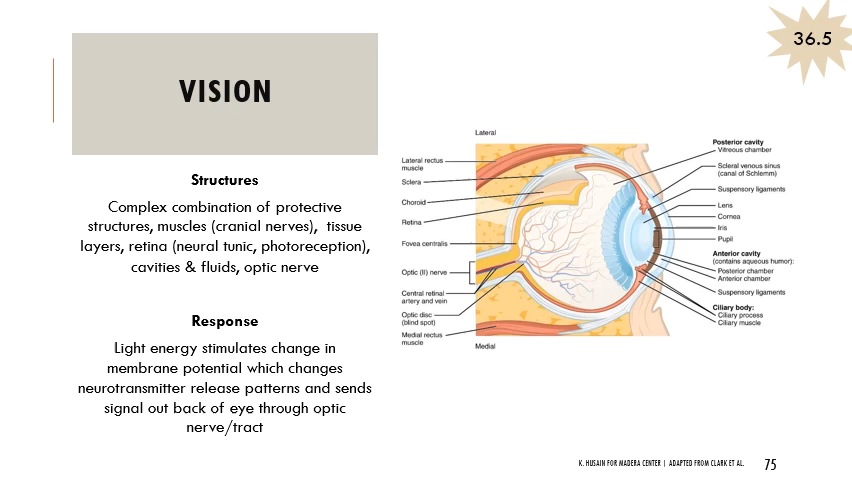 36.5
VISION
Structures
Complex combination of protective
structures, muscles (cranial nerves), tissue
layers, retina (neural tunic, photoreception),
cavities & fluids, optic nerve
Response
Light energy stimulates change in
membrane potential which changes
neurotransmitter release patterns and sends
signal out back of eye through optic
nerve/tract
Lateral
Lateral rectus
muscle
Sclera
Choroid
Retina
Fovea centralis
Optic (II) nerve
Central retinal
artery and vein
Optic disc
(blind spot)
Medial rectus
muscle
Medial
Posterior cavity
Vitreous chamber
Scleral venous sinus
(canal of Schlemm)
Suspensory ligaments
Lens
Cornea
Iris
Pupil
Anterior cavity
(contains aqueous humor):
Posterior chamber
Anterior chamber
Suspensory ligaments
Ciliary body:
Ciliary process
Ciliary muscle
K. HUSAIN FOR MADERA CENTER | ADAPTED FROM CLARK ET AL.
75